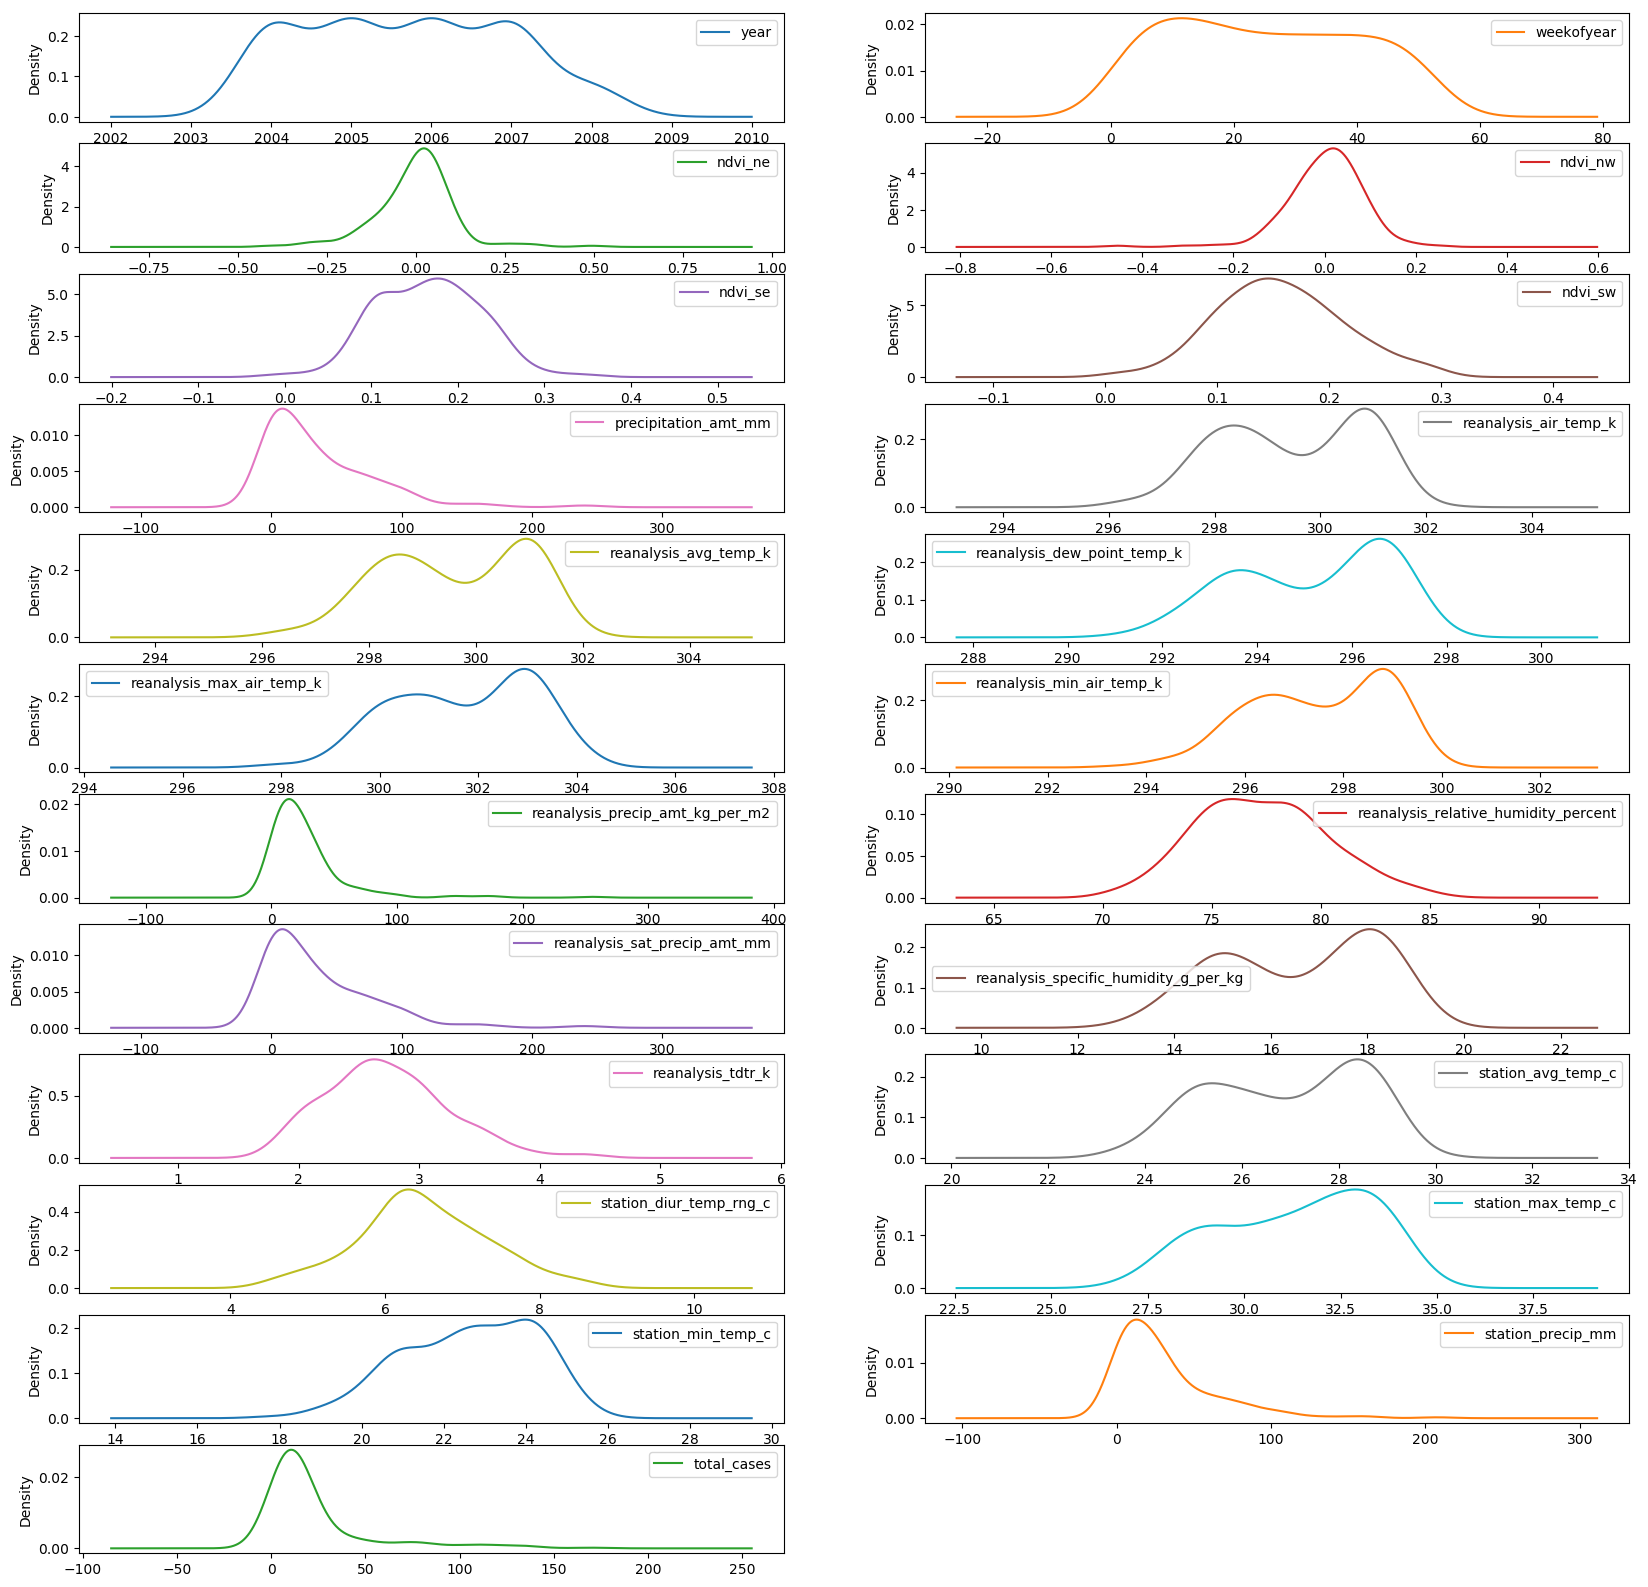 Density
0.2
0.1
0.0
year
2002 2003 2004 2005 2006 2007 2008 2009 2010
Density
0.02
0.01
0.00
weekofyear
−20 0 20 40 60 80
Density
4
2
0
ndvi_ne
−0.75 −0.50 −0.25 0.00 0.25 0.50 0.75 1.00
Density
4
2
0
ndvi_nw
−0.8 −0.6 −0.4 −0.2 0.0 0.2 0.4 0.6
Density
5.0
2.5
0.0
ndvi_se
−0.2 −0.1 0.0 0.1 0.2 0.3 0.4 0.5
Density
5
0
ndvi_sw
−0.1 0.0 0.1 0.2 0.3 0.4
Density
0.010
0.005
0.000
precipitation_amt_mm
−100 0 100 200 300
Density
0.2
0.0
reanalysis_air_temp_k
294 296 298 300 302 304
Density
0.2
0.0
reanalysis_avg_temp_k
294 296 298 300 302 304
Density
0.2
0.1
0.0
reanalysis_dew_point_temp_k
288 290 292 294 296 298 300
Density
0.2
0.0
reanalysis_max_air_temp_k
294 296 298 300 302 304 306 308
Density
0.2
0.0
reanalysis_min_air_temp_k
290 292 294 296 298 300 302
Density
0.02
0.01
0.00
reanalysis_precip_amt_kg_per_m2
−100 0 100 200 300 400
Density
0.10
0.05
0.00
reanalysis_relative_humidity_percent
65 70 75 80 85 90
Density
0.010
0.005
0.000
reanalysis_sat_precip_amt_mm
−100 0 100 200 300
Density
0.2
0.1
0.0
reanalysis_specific_humidity_g_per_kg
10 12 14 16 18 20 22
Density
0.5
0.0
reanalysis_tdtr_k
1 2 3 4 5 6
Density
0.2
0.1
0.0
station_avg_temp_c
20 22 24 26 28 30 32 34
Density
0.4
0.2
0.0
station_diur_temp_rng_c
4 6 8 10
Density
0.1
0.0
station_max_temp_c
22.5 25.0 27.5 30.0 32.5 35.0 37.5
Density
0.2
0.1
0.0
station_min_temp_c
14 16 18 20 22 24 26 28 30
Density
0.01
0.00
station_precip_mm
−100 0 100 200 300
Density
0.02
0.00
total_cases
−100 −50 0 50 100 150 200 250